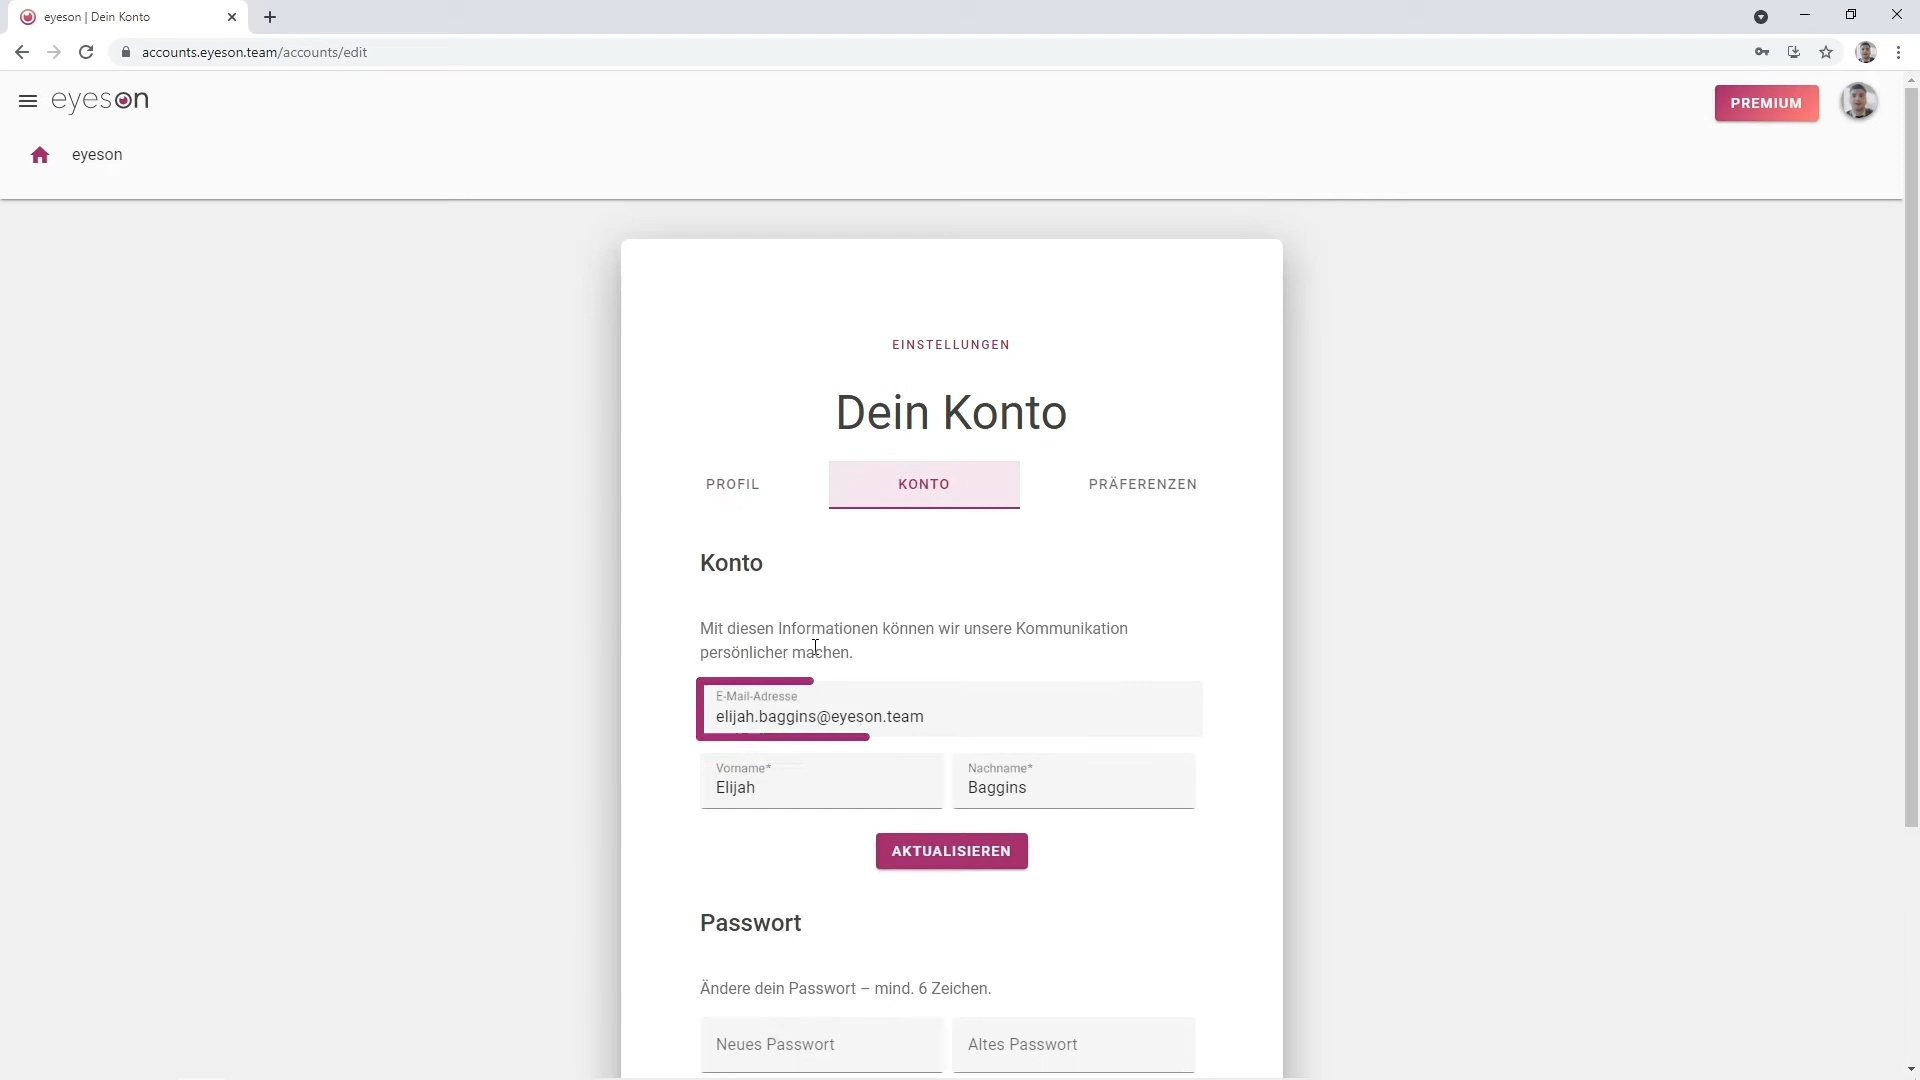 eyeson | Dein Konto
accounts.eyeson.team/accounts/edit
eyeson
PREMIUM
eyeson
EINSTELLUNGEN
Dein Konto
PROFIL
KONTO
PRÄFERENZEN
Konto
Mit diesen Informationen können wir unsere Kommunikation
persönlicher machen.
E-Mail-Adresse
elijah.baggins@eyeson.team
Vorname*
Elijah
Nachname*
Baggins
AKTUALISIEREN
Passwort
Ändere dein Passwort – mind. 6 Zeichen.
Neues Passwort
Altes Passwort